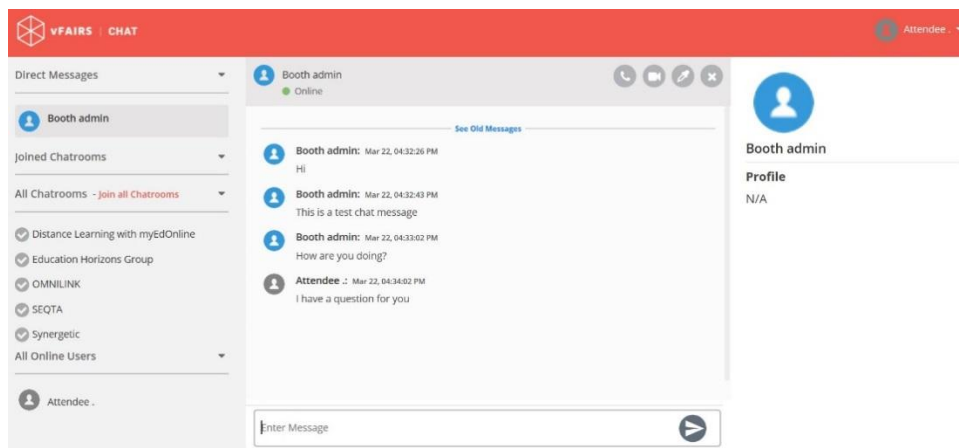 vFAIRS | CHAT
Attendee .
Direct Messages
Booth admin
Joined Chatrooms
All Chatrooms - Join all Chatrooms
Distance Learning with myEdOnline
Education Horizons Group
OMNILINK
SEQTA
Synergetic
All Online Users
Attendee .
Booth admin
Online
See Old Messages
Booth admin: Mar 22, 04:32:26 PM
Hi
Booth admin: Mar 22, 04:32:43 PM
This is a test chat message
Booth admin: Mar 22, 04:33:02 PM
How are you doing?
Attendee .: Mar 22, 04:34:02 PM
I have a question for you
Enter Message
Booth admin
Profile
N/A